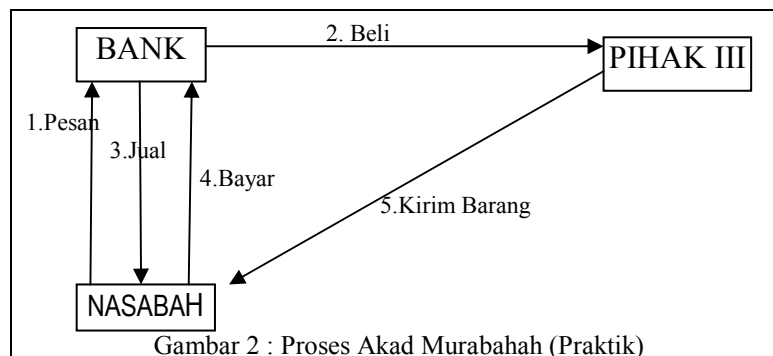 2. Beli
BANK
PIHAK III
1.Pesan
3.Jual
4.Bayar
5.Kirim Barang
NASABAH
Gambar 2 : Proses Akad Murabahah (Praktik)